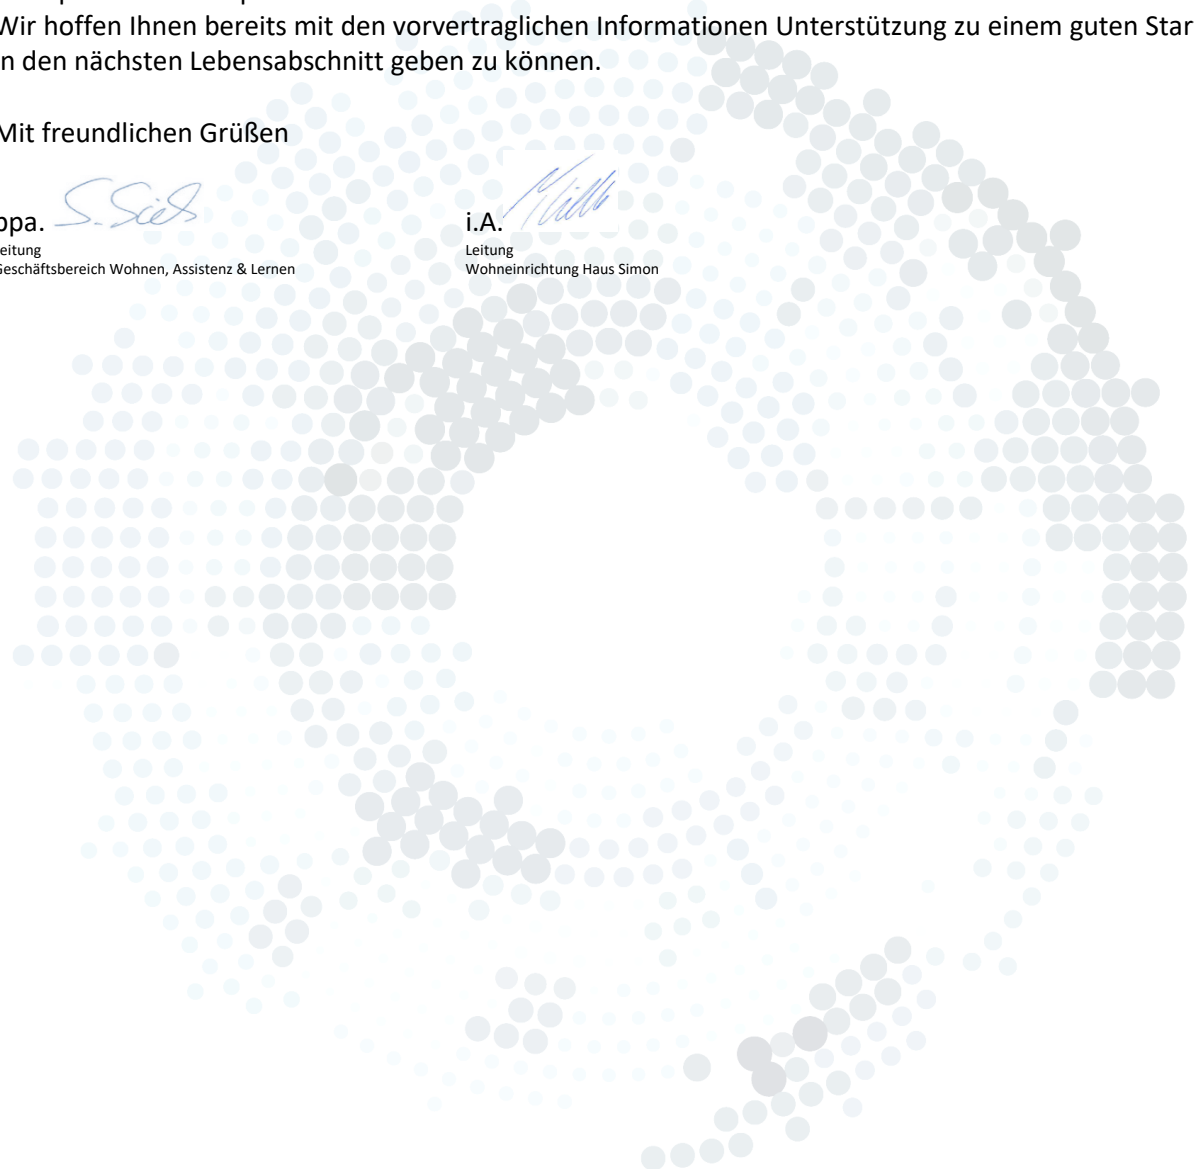 Wir hoffen Ihnen bereits mit den vorvertraglichen Informationen Unterstützung zu einem guten Star
in den nächsten Lebensabschnitt geben zu können.
Mit freundlichen Grüßen
ppa.
i.A.
Leitung
Geschäftsbereich Wohnen, Assistenz & Lernen
Leitung
Wohneinrichtung Haus Simon